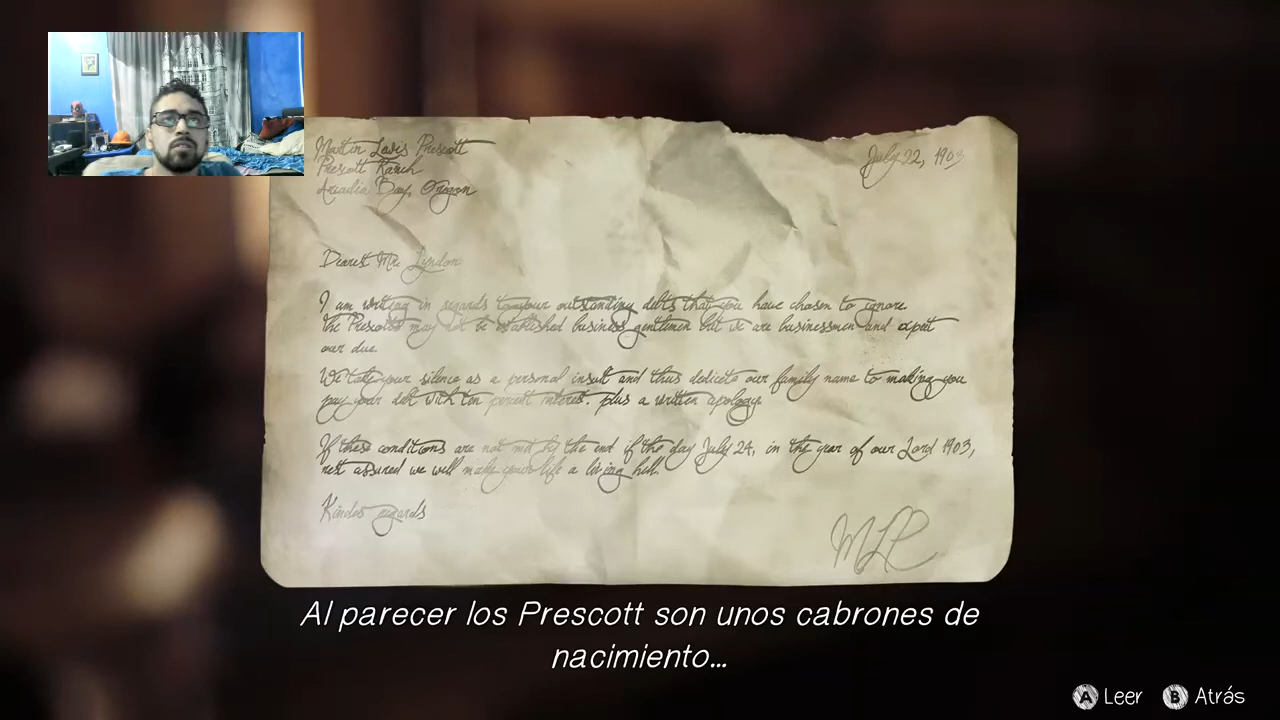 Martin Lewis Prescott
Prescott Ranch
Arcadia Bay, Oregon
July 22, 1903
Dearest Mr. Lyndon
I am writing in regards to your outstanding debts that you have chosen to ignore.
The Prescotts may not be established business gentlemen but we are businessmen and expect
our due.
We take your silence as a personal insult and thus dedicate our family name to making you
pay your debt with ten percent interest. plus a written apology.
If these conditions are not met by the end if the day July 24, in the year of our Lord 1903,
rest assured we will make your life a living hell.
Kindest regards
MLP
Al parecer los Prescott son unos cabrones de
nacimiento...
A Leer B Atrás